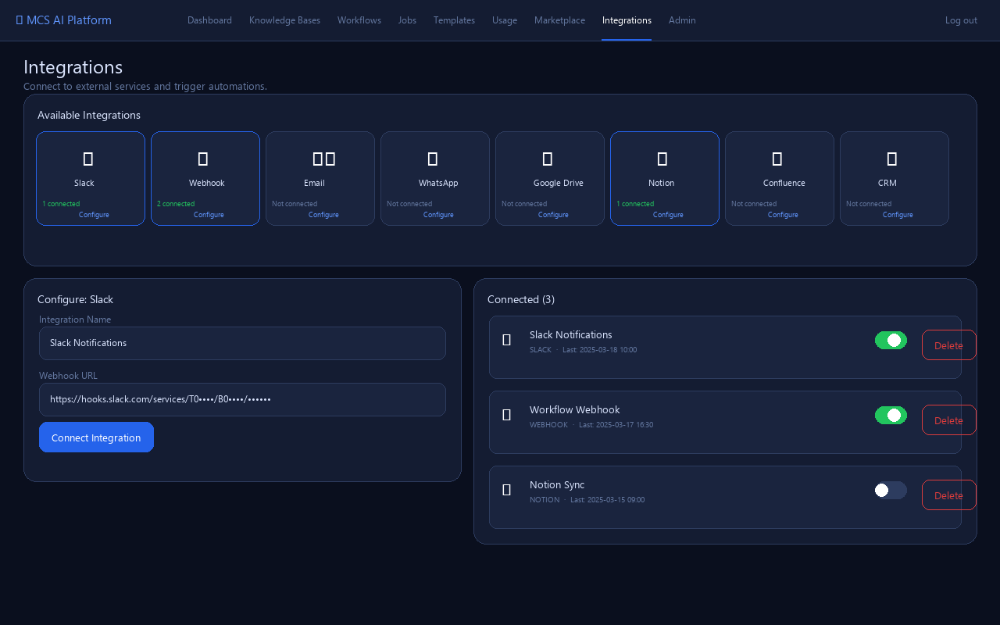 MCS AI Platform Dashboard Knowledge Bases Workflows Jobs Templates Usage Marketplace Integrations Admin Log out
Integrations
Connect to external services and trigger automations.
Available Integrations
Slack Webhook Email WhatsApp Google Drive Notion Confluence CRM
1 connected 2 connected Not connected Not connected Not connected 1 connected Not connected Not connected
Configure Configure Configure Configure Configure Configure Configure Configure
Configure: Slack
Integration Name
Slack Notifications
Webhook URL
https://hooks.slack.com/services/T0••••/B0••••/••••••
Connect Integration
Connected (3)
Slack Notifications
SLACK · Last: 2025-03-18 10:00
Delete
Workflow Webhook
WEBHOOK · Last: 2025-03-17 16:30
Delete
Notion Sync
NOTION · Last: 2025-03-15 09:00
Delete